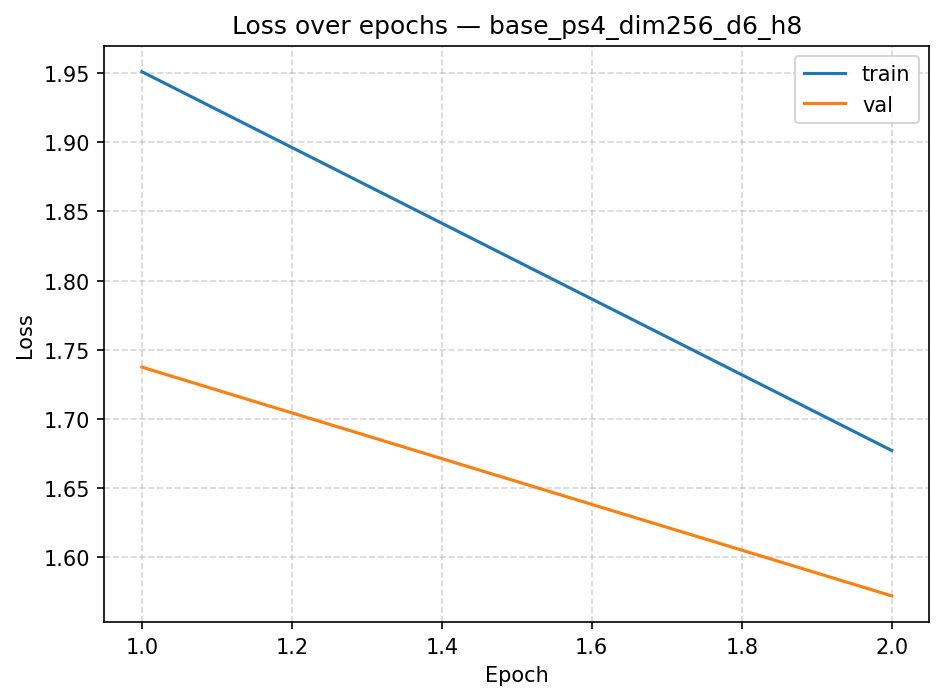 Loss over epochs — base_ps4_dim256_d6_h8
train
val
1.95
1.90
1.85
1.80
1.75
1.70
1.65
1.60
Loss
1.0 1.2 1.4 1.6 1.8 2.0
Epoch